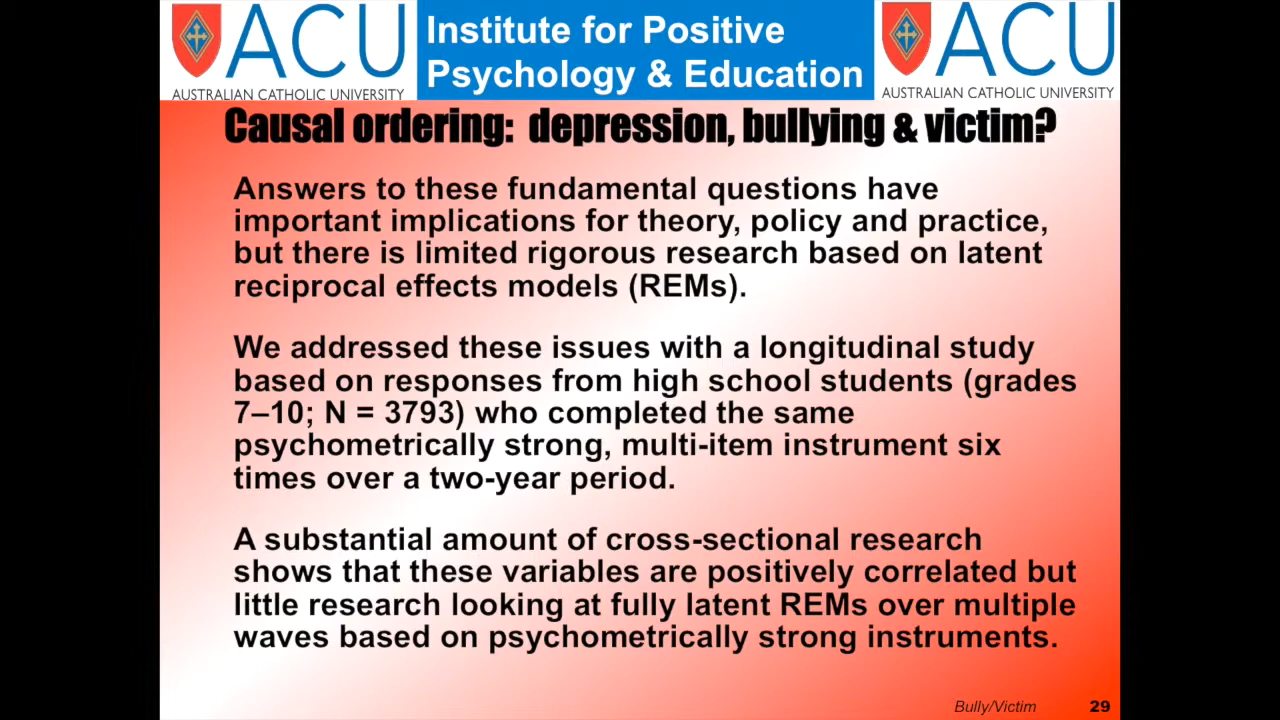 ACU
AUSTRALIAN CATHOLIC UNIVERSITY
Institute for Positive
Psychology & Education
ACU
AUSTRALIAN CATHOLIC UNIVERSITY
Causal ordering: depression, bullying & victim?
Answers to these fundamental questions have
important implications for theory, policy and practice,
but there is limited rigorous research based on latent
reciprocal effects models (REMs).
We addressed these issues with a longitudinal study
based on responses from high school students (grades
7–10; N = 3793) who completed the same
psychometrically strong, multi-item instrument six
times over a two-year period.
A substantial amount of cross-sectional research
shows that these variables are positively correlated but
little research looking at fully latent REMs over multiple
waves based on psychometrically strong instruments.
Bully/Victim 29